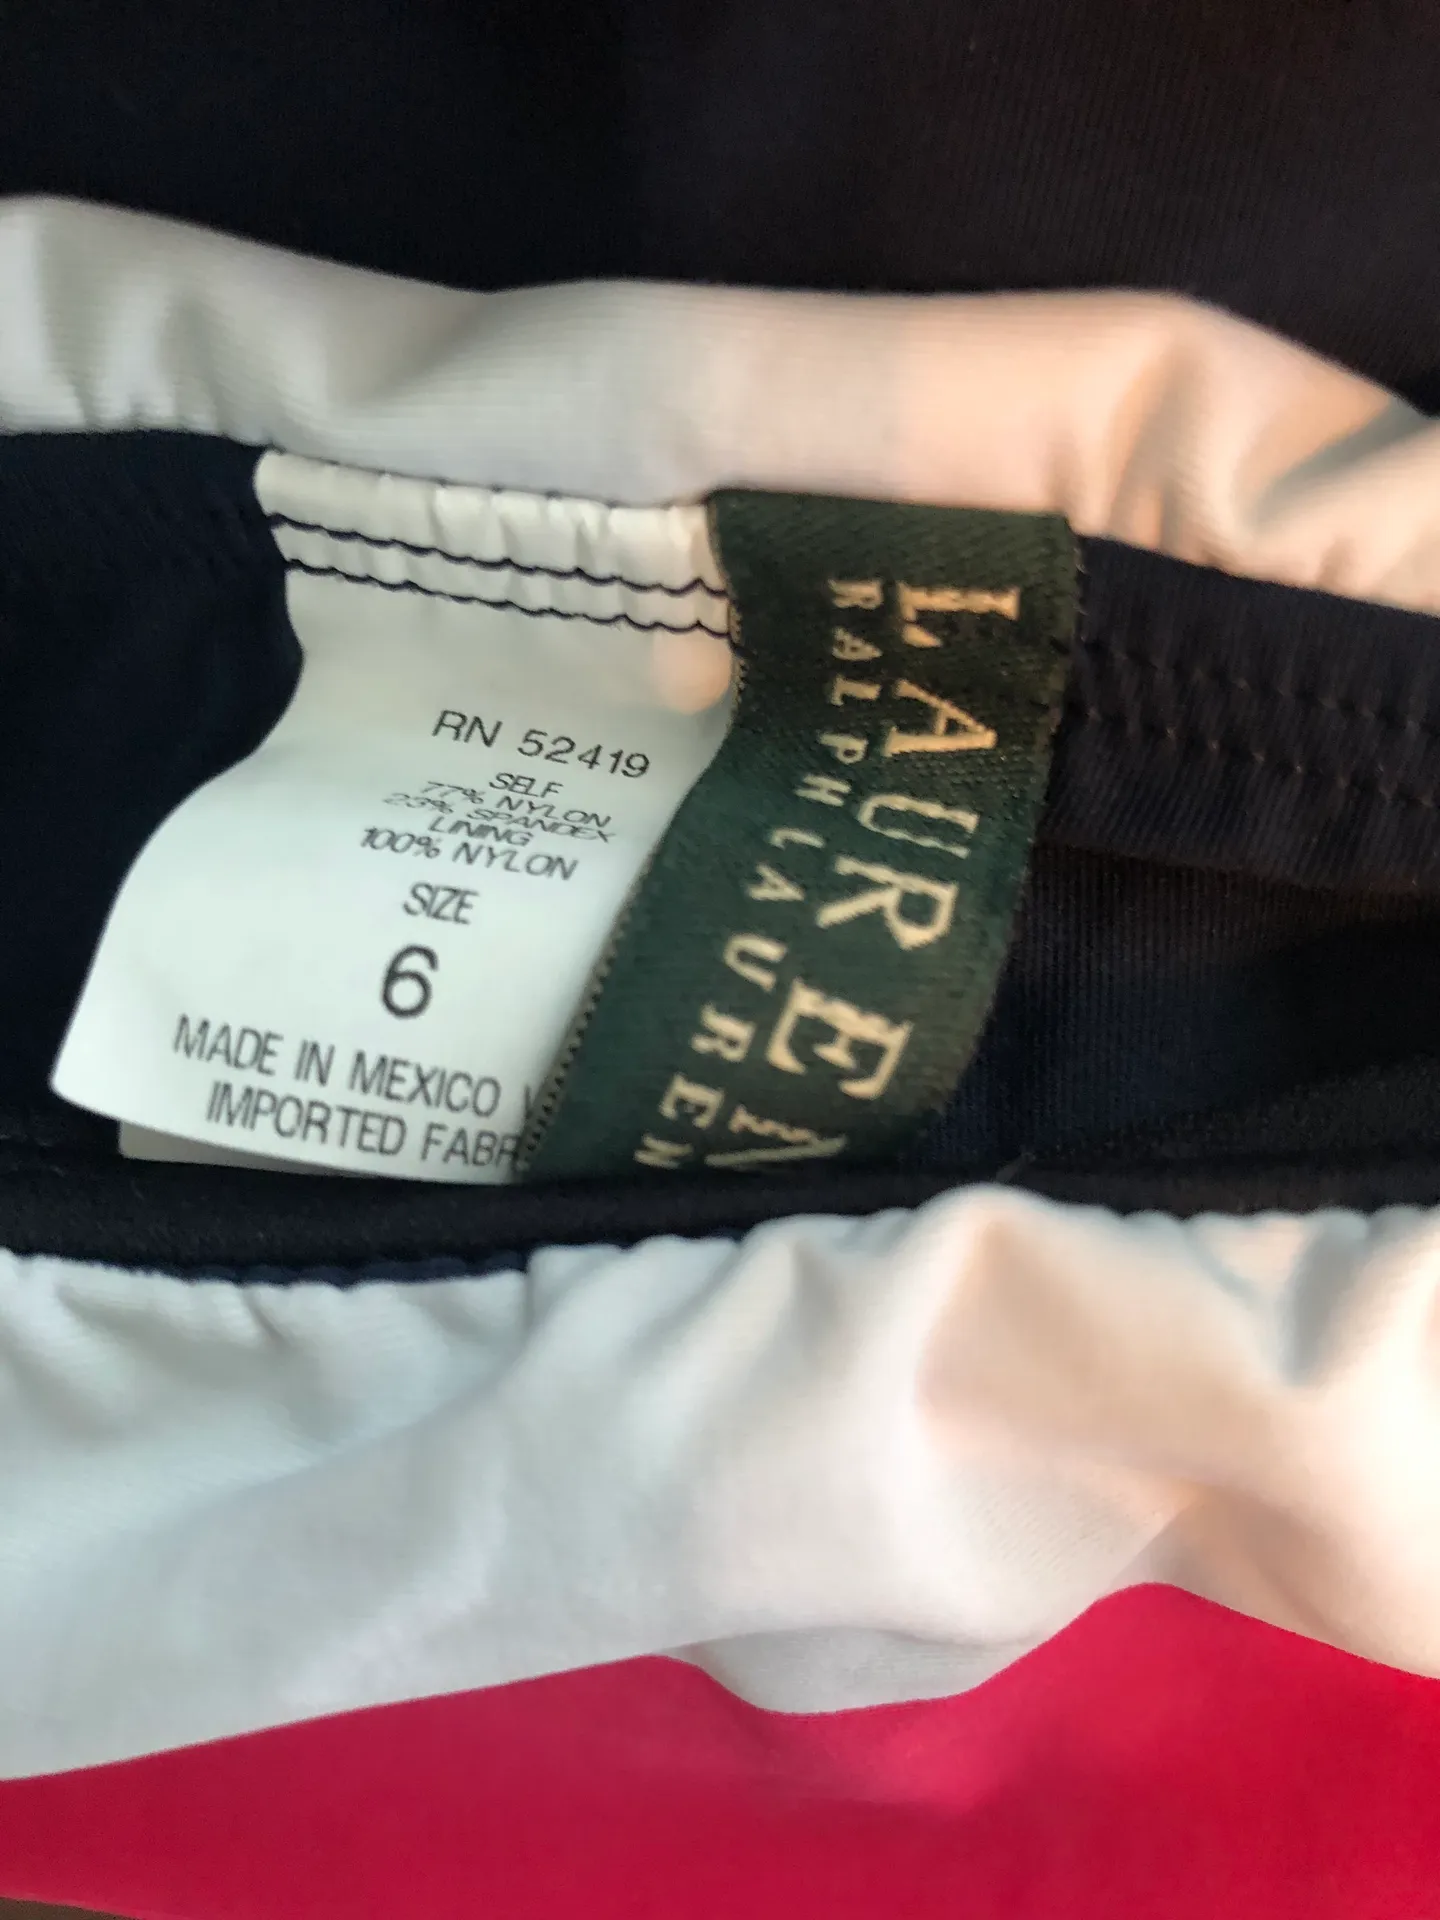 RN 52419
SELF
77% NYLON
23% SPANDEX
LINING
100% NYLON
SIZE
6
MADE IN MEXICO
IMPORTED FABR
LAUREN
RALPH LAUREN